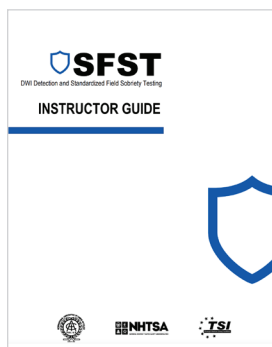 SFST
DWI Detection and Standardized Field Sobriety Testing
INSTRUCTOR GUIDE
NHTSA
TSI